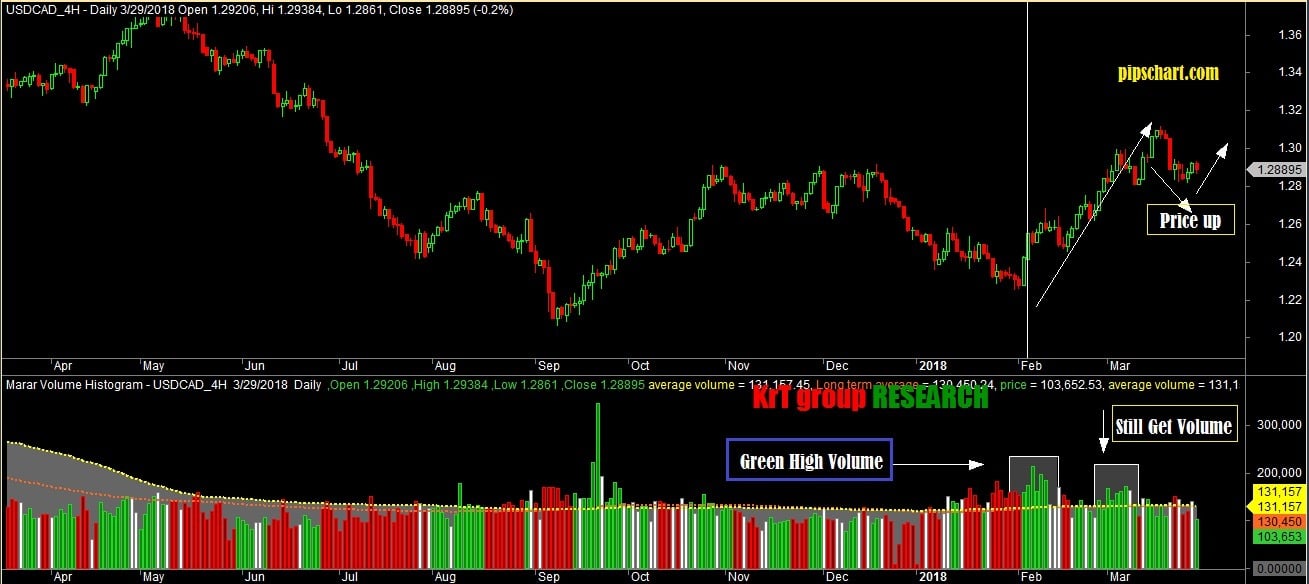 USDCAD_4H - Daily 3/29/2018 Open 1.29206, Hi 1.29384, Lo 1.2861, Close 1.28895 (-0.2%)
1.36
pipschart.com
1.34
1.32
1.30
1.28895
1.28
Price up
1.26
1.24
1.22
1.20
Apr May Jun Jul Aug Sep Oct Nov Dec 2018 Feb Mar
Marar Volume Histogram - USDCAD_4H 3/29/2018 Daily ,Open 1.29206 ,High 1.29384 ,Low 1.2861 ,Close 1.28895 average volume = 131,157.45, Long term average = 130,450.24, price = 103,652.53, average volume = 131,1
KrT group RESEARCH
Still Get Volume
300,000
Green High Volume
200,000
131,157
131,157
130,450
103,653
0.00000
Apr May Jun Jul Aug Sep Oct Nov Dec 2018 Feb Mar